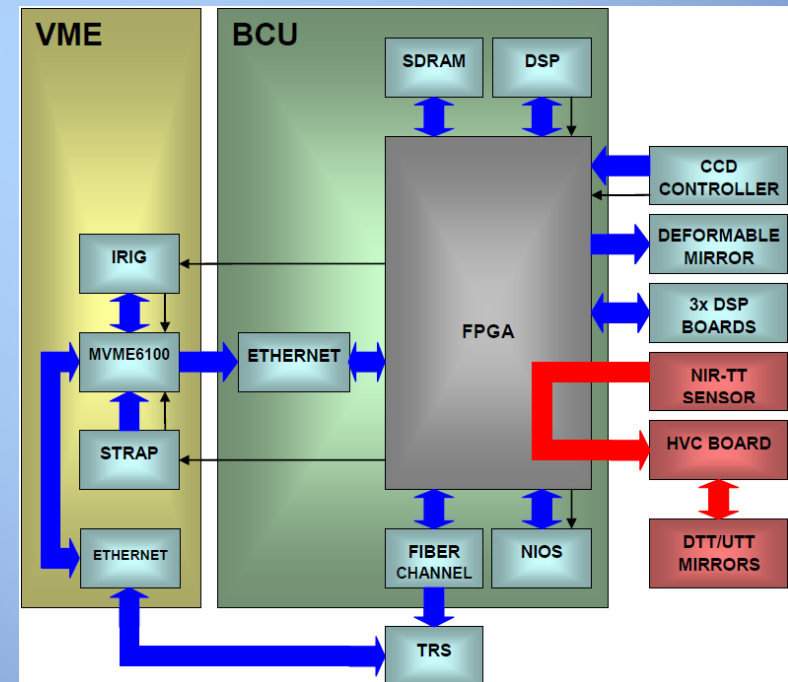 VME
BCU
SDRAM
DSP
CCD
CONTROLLER
DEFORMABLE
MIRROR
IRIG
3x DSP
BOARDS
FPGA
MVME6100
ETHERNET
NIR-TT
SENSOR
HVC BOARD
STRAP
ETHERNET
FIBER
CHANNEL
NIOS
DTT/UTT
MIRRORS
TRS